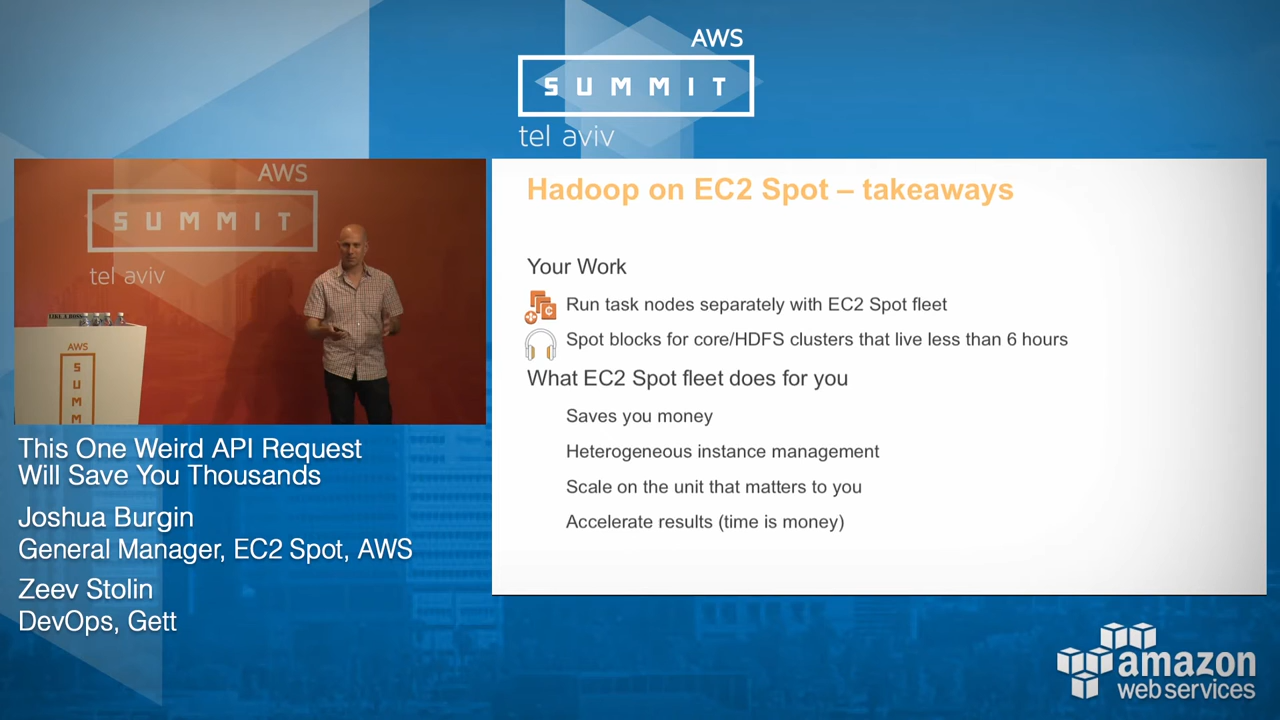 AWS
SUMMIT
tel aviv
AWS
SUMMIT
tel aviv
AWS
S
U
M
M
Hadoop on EC2 Spot – takeaways
Your Work
Run task nodes separately with EC2 Spot fleet
Spot blocks for core/HDFS clusters that live less than 6 hours
What EC2 Spot fleet does for you
Saves you money
Heterogeneous instance management
Scale on the unit that matters to you
Accelerate results (time is money)
This One Weird API Request
Will Save You Thousands
Joshua Burgin
General Manager, EC2 Spot, AWS
Zeev Stolin
DevOps, Gett
amazon
web services